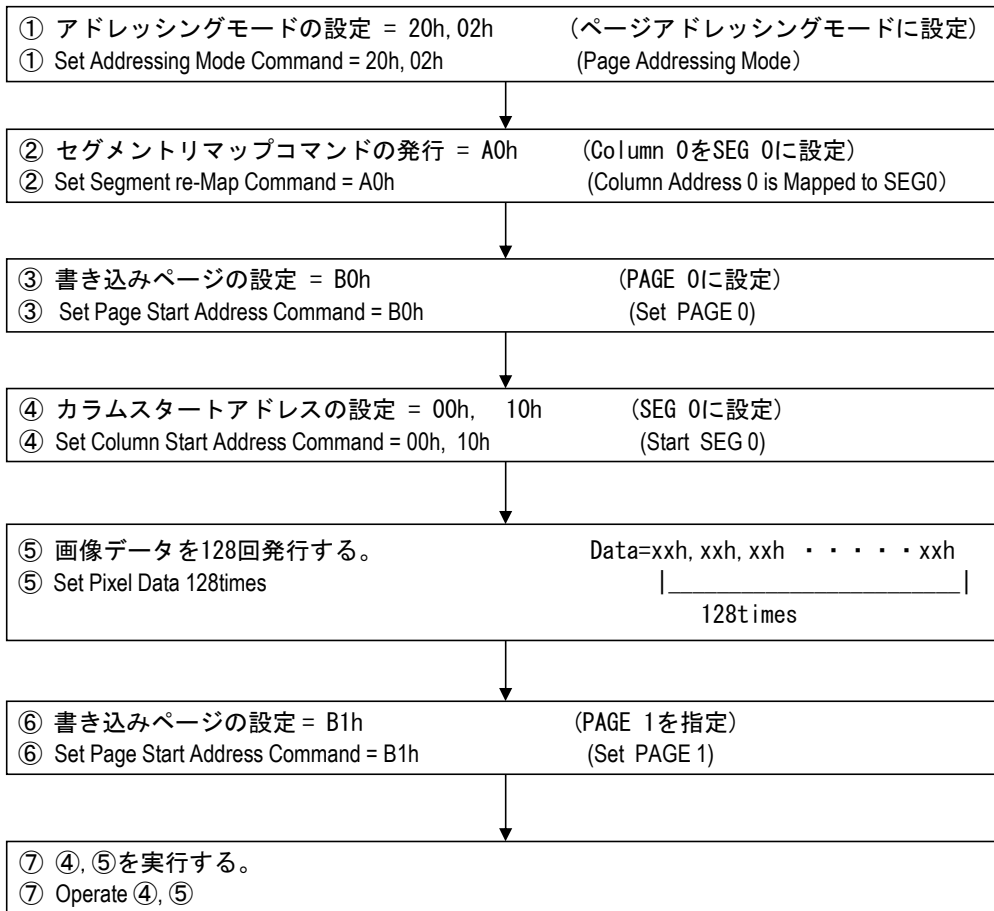 ① アドレッシングモードの設定 = 20h, 02h (ページアドレッシングモードに設定)
① Set Addressing Mode Command = 20h, 02h (Page Addressing Mode)
② セグメントリマップコマンドの発行 = A0h (Column 0をSEG 0に設定)
② Set Segment re-Map Command = A0h (Column Address 0 is Mapped to SEG0)
③ 書き込みページの設定 = B0h (PAGE 0に設定)
③ Set Page Start Address Command = B0h (Set PAGE 0)
④ カラムスタートアドレスの設定 = 00h, 10h (SEG 0に設定)
④ Set Column Start Address Command = 00h, 10h (Start SEG 0)
⑤ 画像データを128回発行する。 Data=xxh, xxh, xxh ・・・・・xxh
⑤ Set Pixel Data 128times |________________________|
128times
⑥ 書き込みページの設定 = B1h (PAGE 1を指定)
⑥ Set Page Start Address Command = B1h (Set PAGE 1)
⑦ ④, ⑤を実行する。
⑦ Operate ④, ⑤